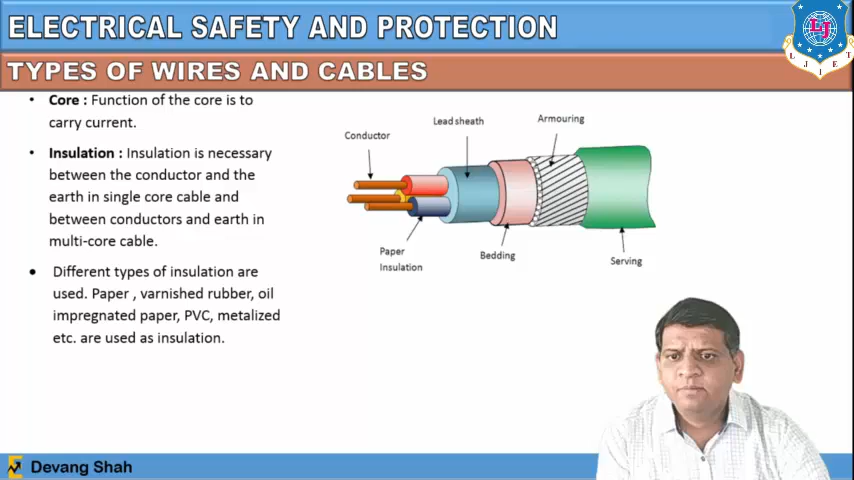 ELECTRICAL SAFETY AND PROTECTION
TYPES OF WIRES AND CABLES
LJ
L J I E T
• Core : Function of the core is to
carry current.
• Insulation : Insulation is necessary
between the conductor and the
earth in single core cable and
between conductors and earth in
multi-core cable.
• Different types of insulation are
used. Paper , varnished rubber, oil
impregnated paper, PVC, metalized
etc. are used as insulation.
Conductor
Lead sheath
Armouring
Paper
Insulation
Bedding
Serving
Devang Shah